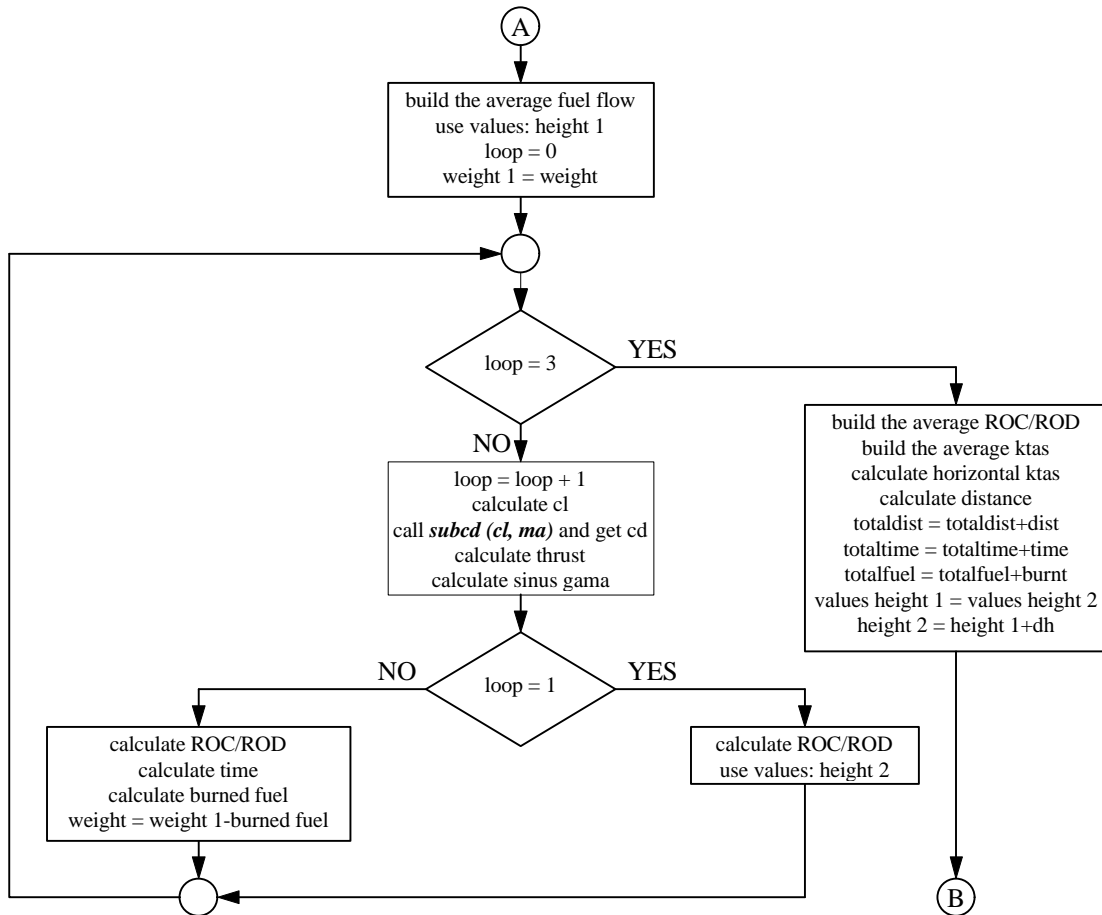 A
build the average fuel flow
use values: height 1
loop = 0
weight 1 = weight
loop = 3
YES
NO
build the average ROC/ROD
build the average ktas
calculate horizontal ktas
calculate distance
totaldist = totaldist+dist
totaltime = totaltime+time
totalfuel = totalfuel+burnt
values height 1 = values height 2
height 2 = height 1+dh
loop = loop + 1
calculate cl
call subcd (cl, ma) and get cd
calculate thrust
calculate sinus gama
NO
YES
loop = 1
calculate ROC/ROD
calculate time
calculate burned fuel
weight = weight 1-burned fuel
calculate ROC/ROD
use values: height 2
B